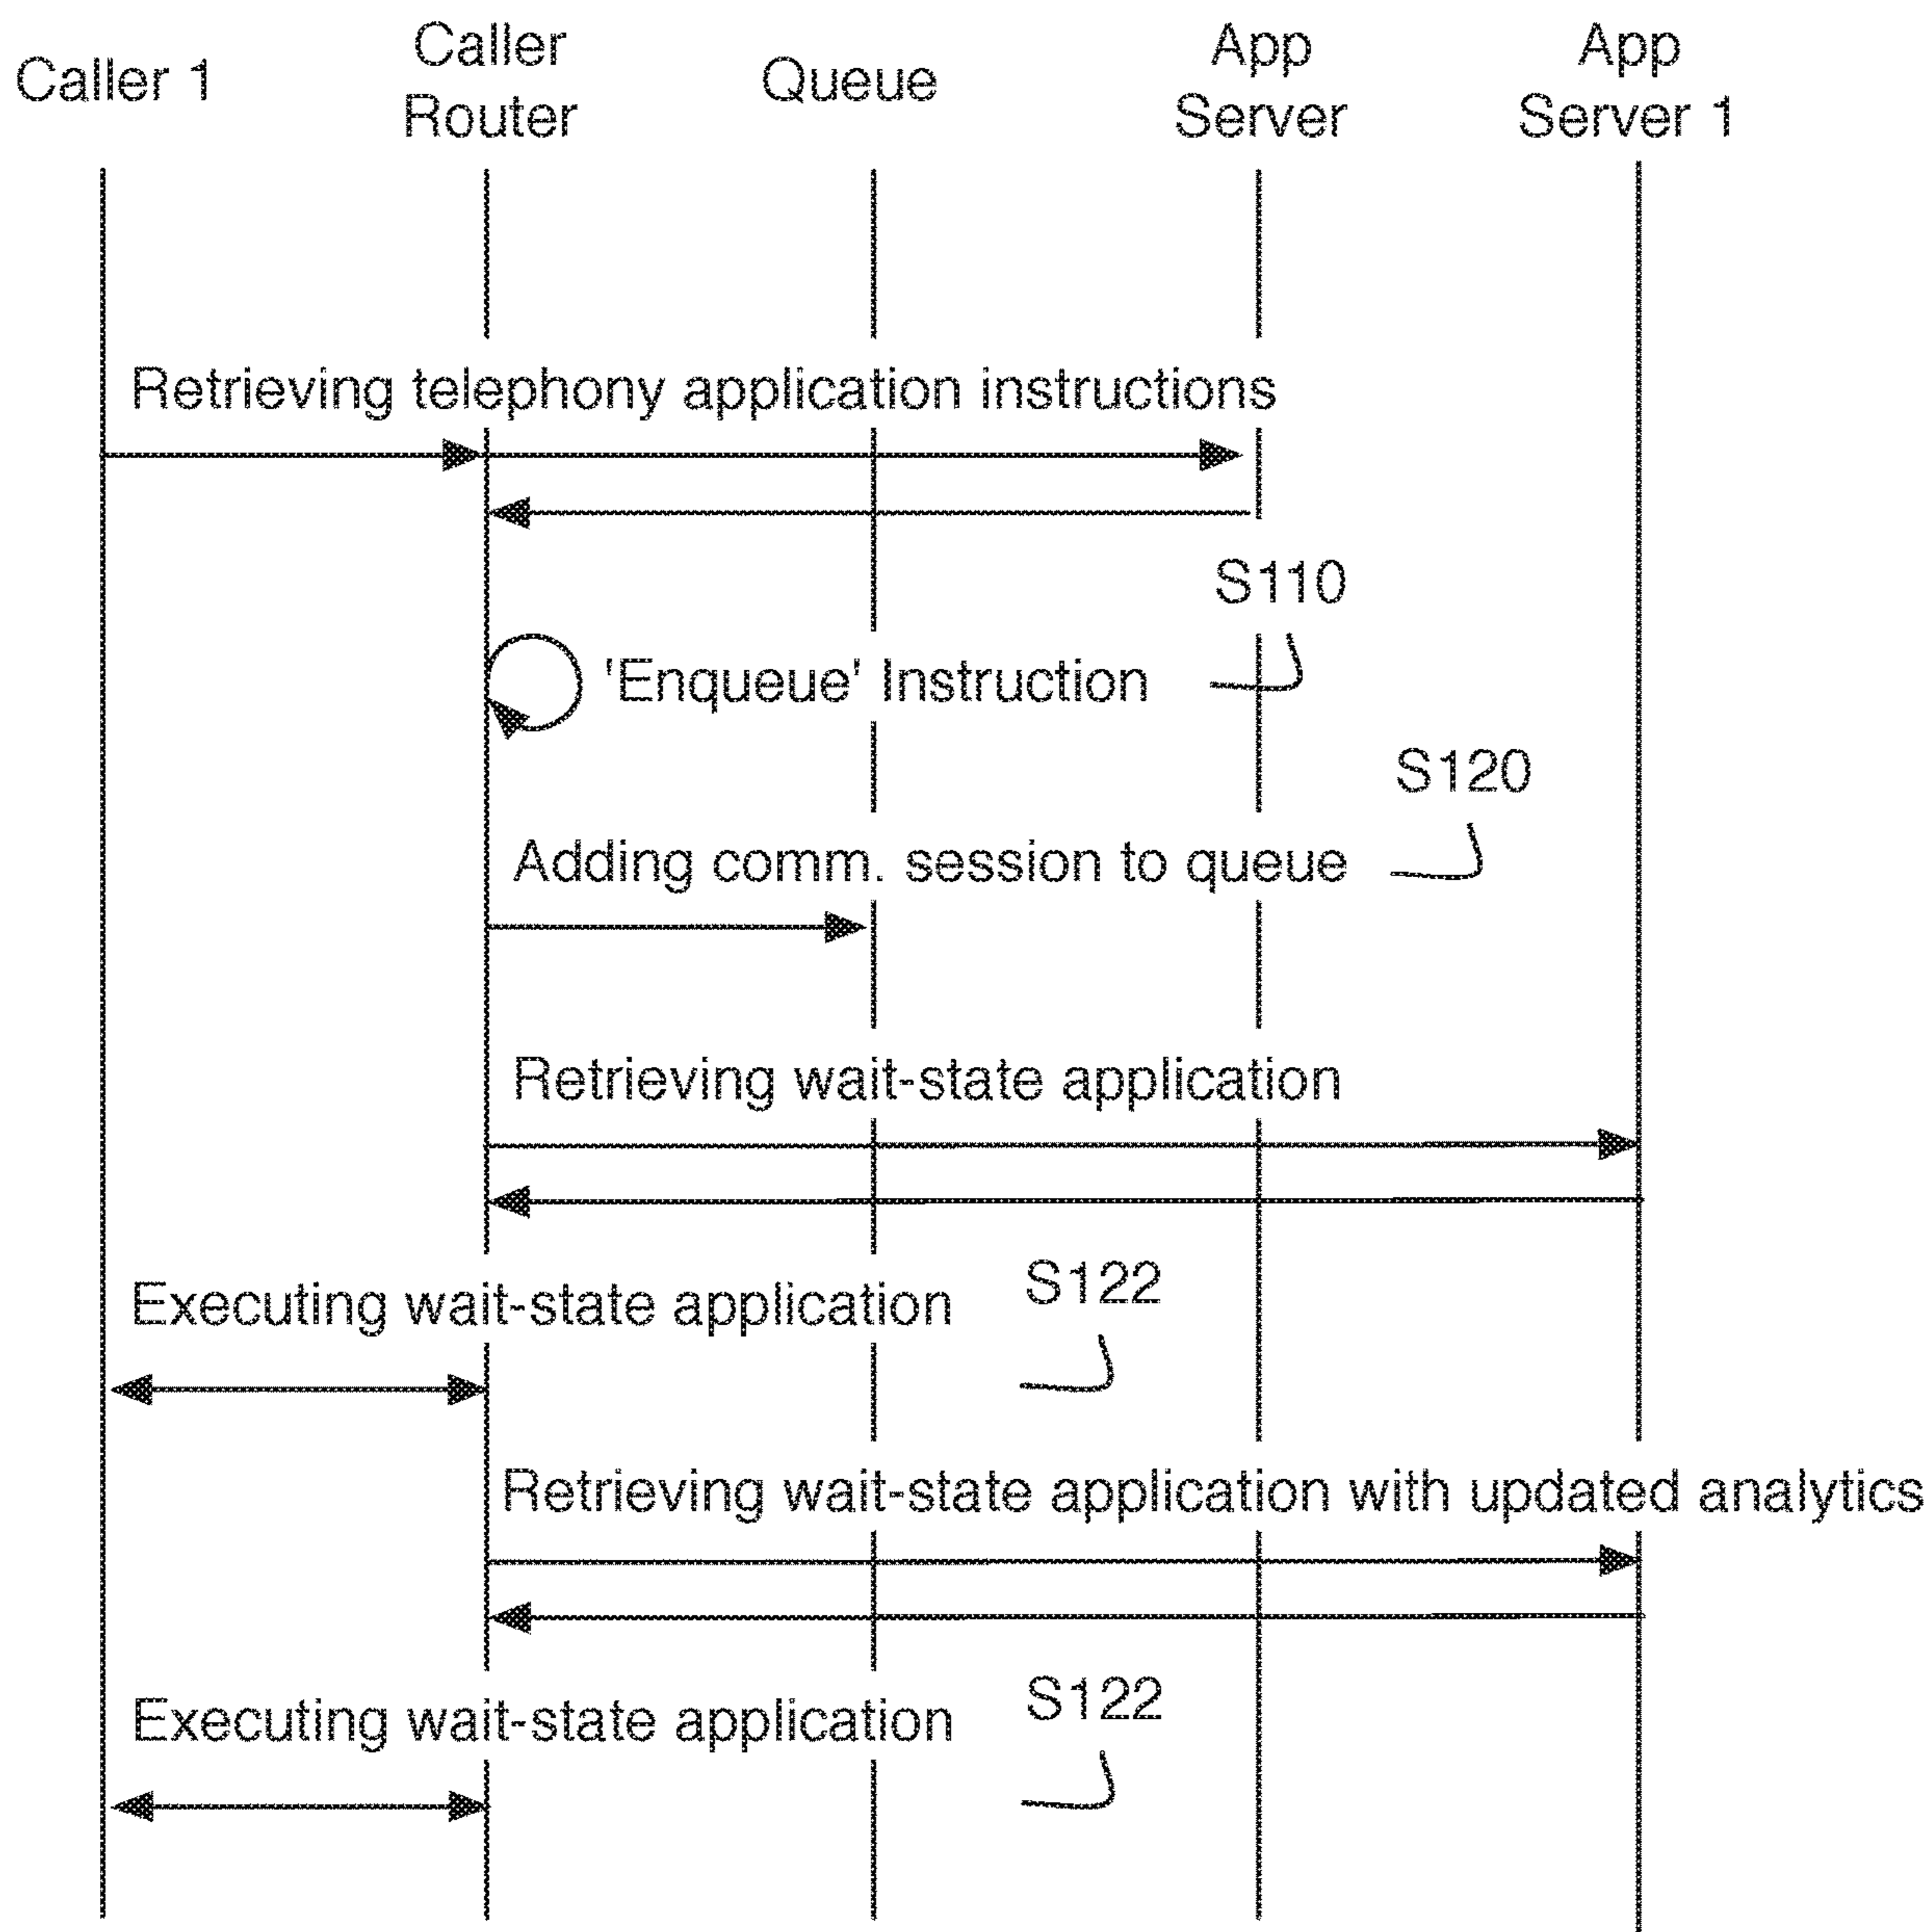 Caller 1
Caller
Router
Queue
App
Server
App
Server 1
Retrieving telephony application instructions
S110
'Enqueue' Instruction
S120
Adding comm. session to queue
Retrieving wait-state application
S122
Executing wait-state application
Retrieving wait-state application with updated analytics
S122
Executing wait-state application